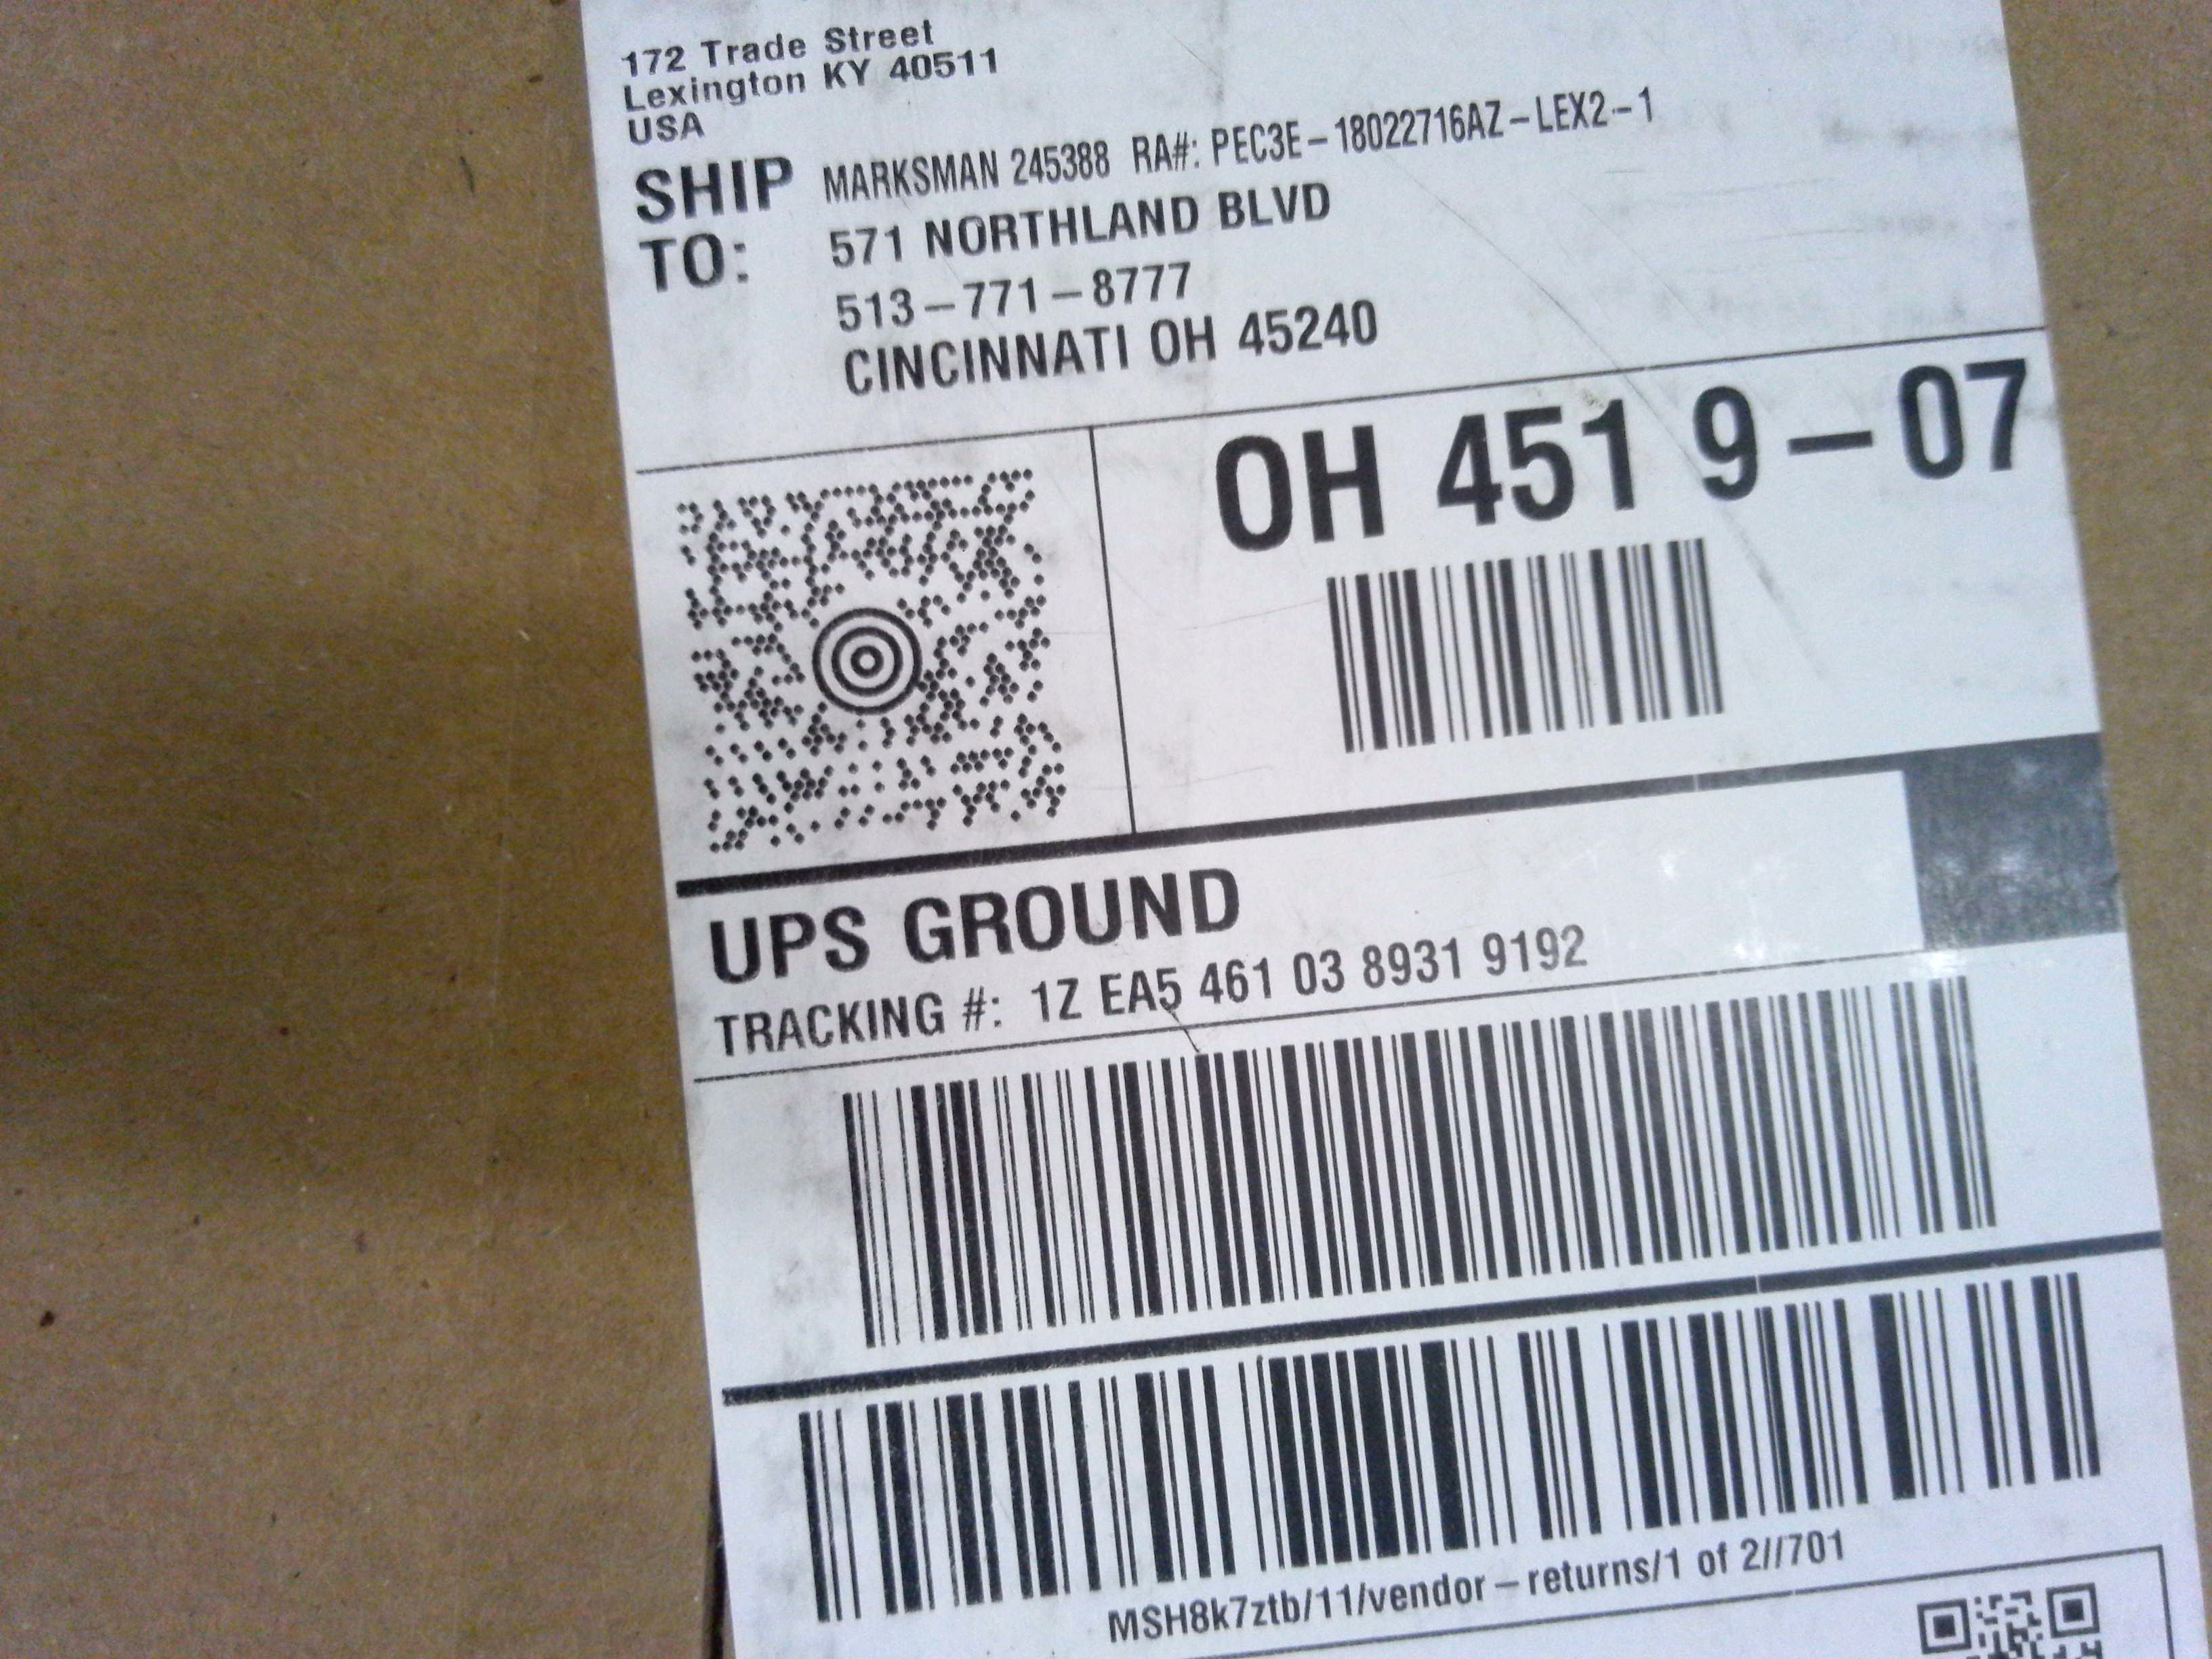 172 Trade Street
Lexington KY 40511
USA
SHIP TO:
MARKSMAN 245388 RA#: PEC3E-18022716AZ-LEX2-1
571 NORTHLAND BLVD
513-771-8777
CINCINNATI OH 45240
OH 451 9-07
UPS GROUND
TRACKING #: 1Z EA5 461 03 8931 9192
MSH8k7ztb/11/vendor-returns/1 of 2//701